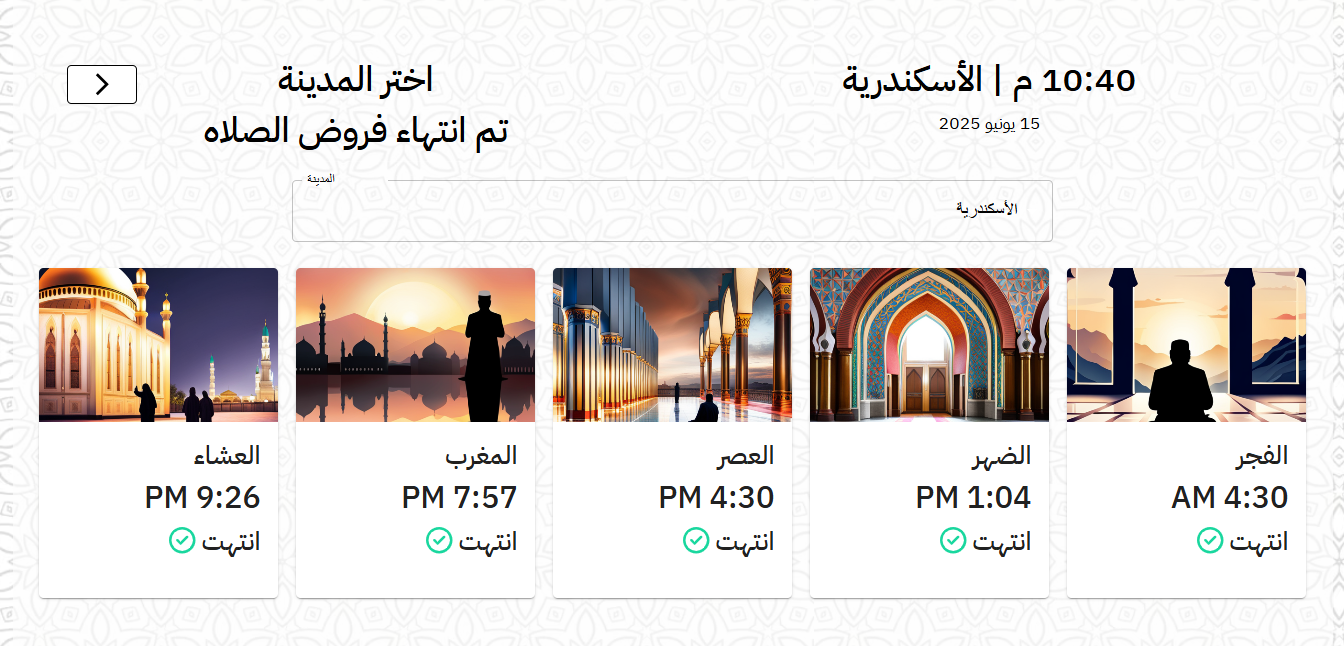 10:40 م | الأسكندرية
15 يونيو 2025
اختر المدينة
تم انتهاء فروض الصلاه
المدينة
الأسكندرية
الفجر
4:30 AM
انتهت
الضهر
1:04 PM
انتهت
العصر
4:30 PM
انتهت
المغرب
7:57 PM
انتهت
العشاء
9:26 PM
انتهت